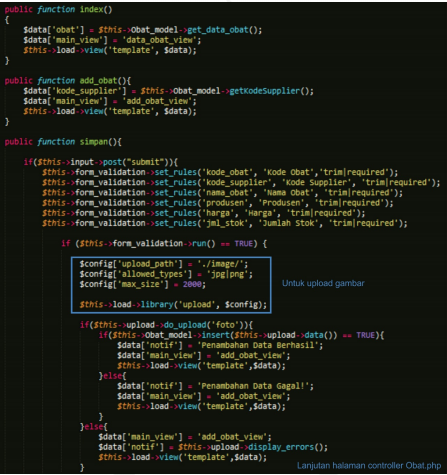 public function index()
{
$data['obat'] = $this->Obat_model->get_data_obat();
$data['main_view'] = 'data_obat_view';
$this->load->view('template', $data);
}
public function add_obat(){
$data['kode_supplier'] = $this->Obat_model->getKodeSupplier();
$data['main_view'] = 'add_obat_view';
$this->load->view('template', $data);
}
public function simpan(){
if($this->input->post("submit")){
$this->form_validation->set_rules('kode_obat', 'Kode Obat','trim|required');
$this->form_validation->set_rules('kode_supplier', 'Kode Supplier', 'trim|required');
$this->form_validation->set_rules('nama_obat', 'Nama Obat', 'trim|required');
$this->form_validation->set_rules('produsen', 'Produsen', 'trim|required');
$this->form_validation->set_rules('harga', 'Harga', 'trim|required');
$this->form_validation->set_rules('jml_stok', 'Jumlah Stok', 'trim|required');
if ($this->form_validation->run() == TRUE) {
$config['upload_path'] = './image/';
$config['allowed_types'] = 'jpg|png';
$config['max_size'] = 2000;
Untuk upload gambar
$this->load->library('upload', $config);
if($this->upload->do_upload('foto')){
if($this->Obat_model->insert($this->upload->data()) == TRUE){
$data['notif'] = 'Penambahan Data Berhasil';
$data['main_view'] = 'add_obat_view';
$this->load->view('template',$data);
}else{
$data['notif'] = 'Penambahan Data Gagal!';
$data['main_view'] = 'add_obat_view';
$this->load->view('template',$data);
}
}else{
$data['main_view'] = 'add_obat_view';
$data['notif'] = $this->upload->display_errors();
$this->load->view('template',$data);
}
Lanjutan halaman controller Obat.php